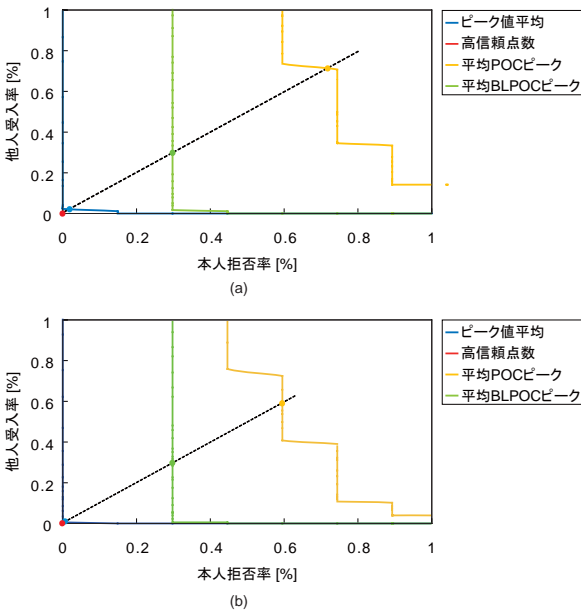 1
0.8
0.6
0.4
0.2
0
他人受入率 [%]
0 0.2 0.4 0.6 0.8 1
本人拒否率 [%]
ピーク値平均
高信頼点数
平均POCピーク
平均BLPOCピーク
(a)
1
0.8
0.6
0.4
0.2
0
他人受入率 [%]
0 0.2 0.4 0.6 0.8 1
本人拒否率 [%]
ピーク値平均
高信頼点数
平均POCピーク
平均BLPOCピーク
(b)